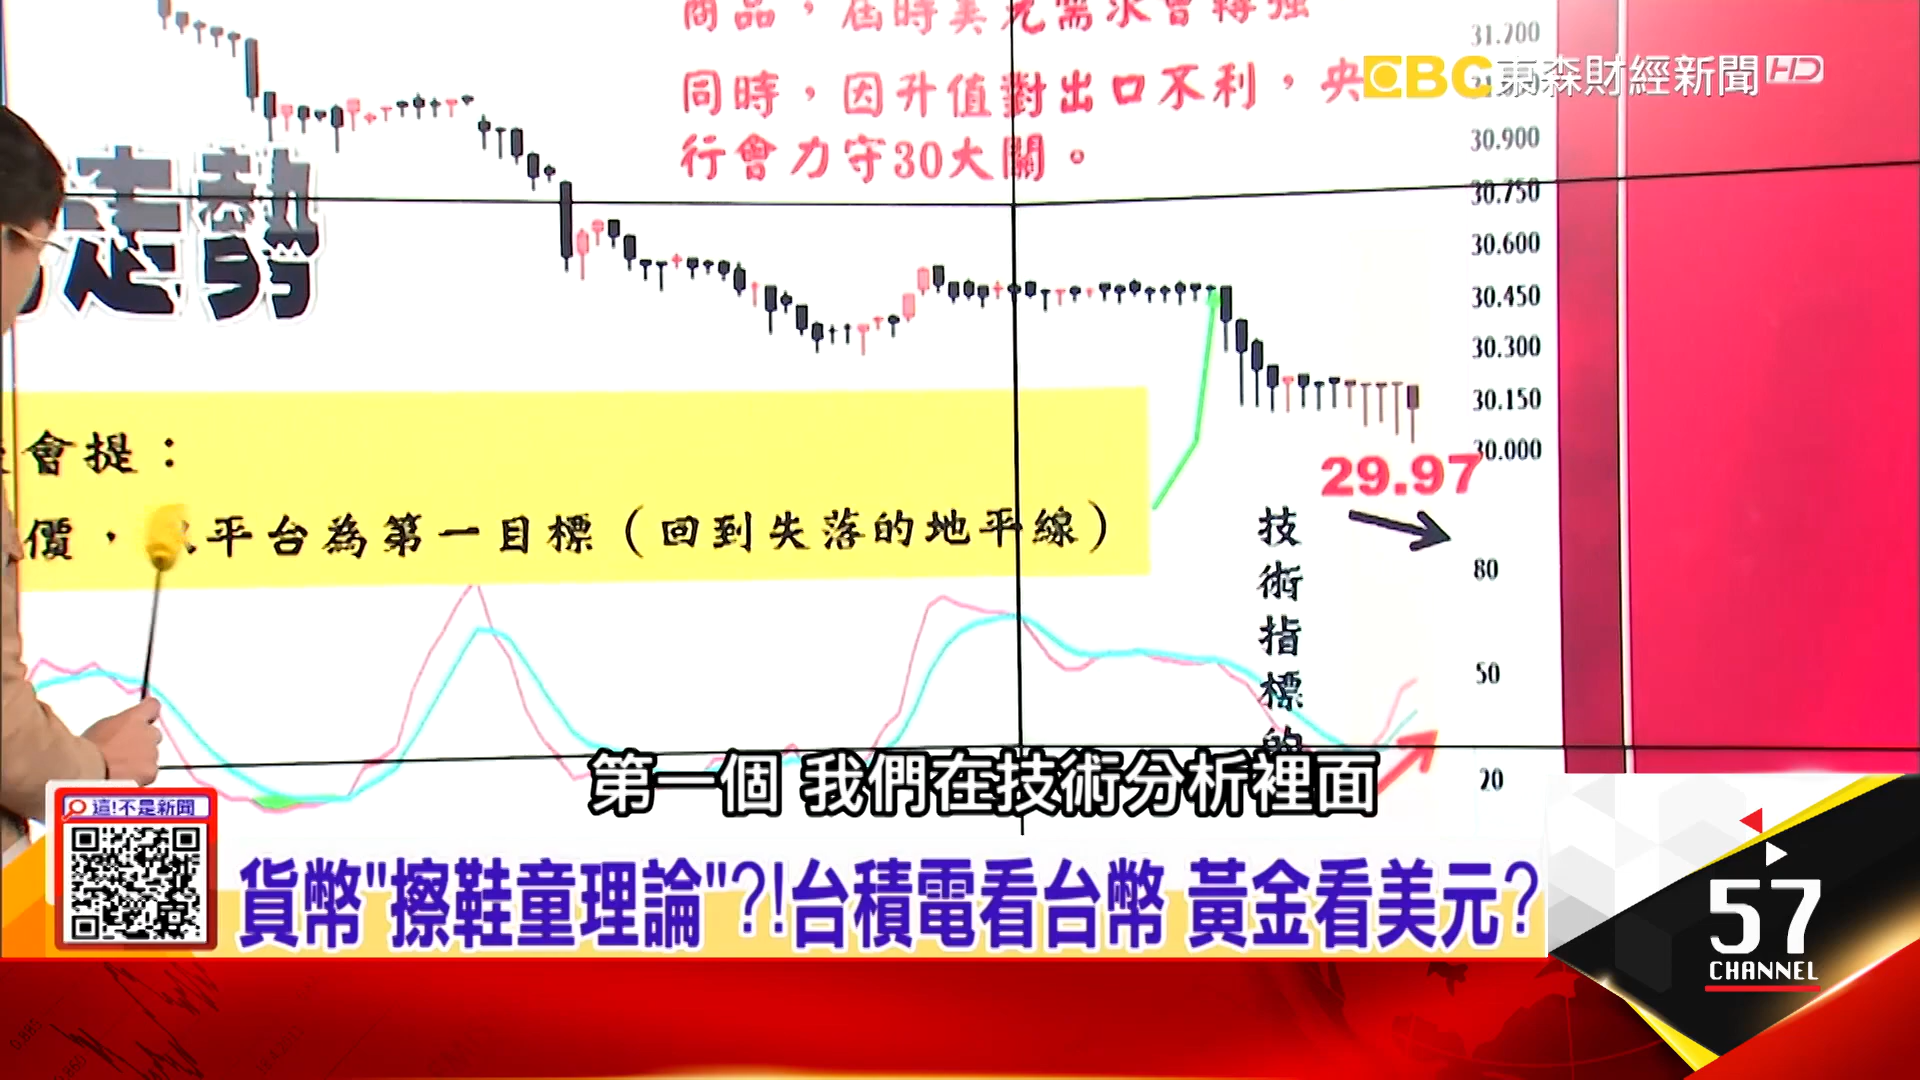 商品，屆時美元需求會轉強
同時，因升值對出口不利，央
行會力守30大關。
EBC東森財經新聞HD
走勢
31.200
30.900
30.750
30.600
30.450
30.300
30.150
30.000
29.97
會提：
價，
平台為第一目標（回到失落的地平線）
技術指標的
80
50
20
第一個 我們在技術分析裡面
這!不是新聞
貨幣"擦鞋童理論"?!台積電看台幣 黃金看美元?
57
CHANNEL